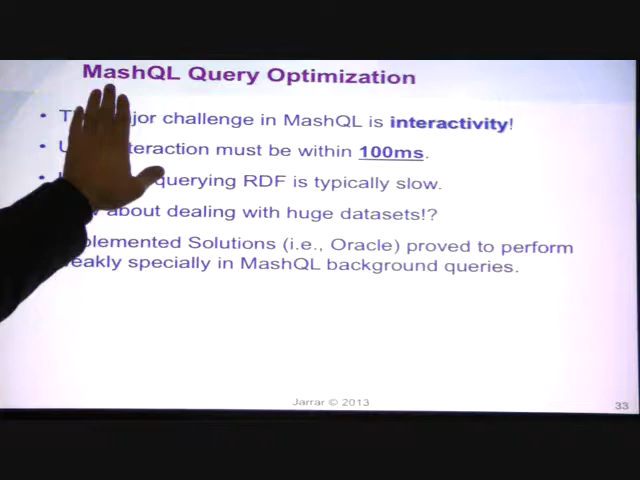 MashQL Query Optimization
• jor challenge in MashQL is interactivity!
• teraction must be within 100ms.
• querying RDF is typically slow.
• about dealing with huge datasets!?
plemented Solutions (i.e., Oracle) proved to perform
eakly specially in MashQL background queries.
Jarrar © 2013
33